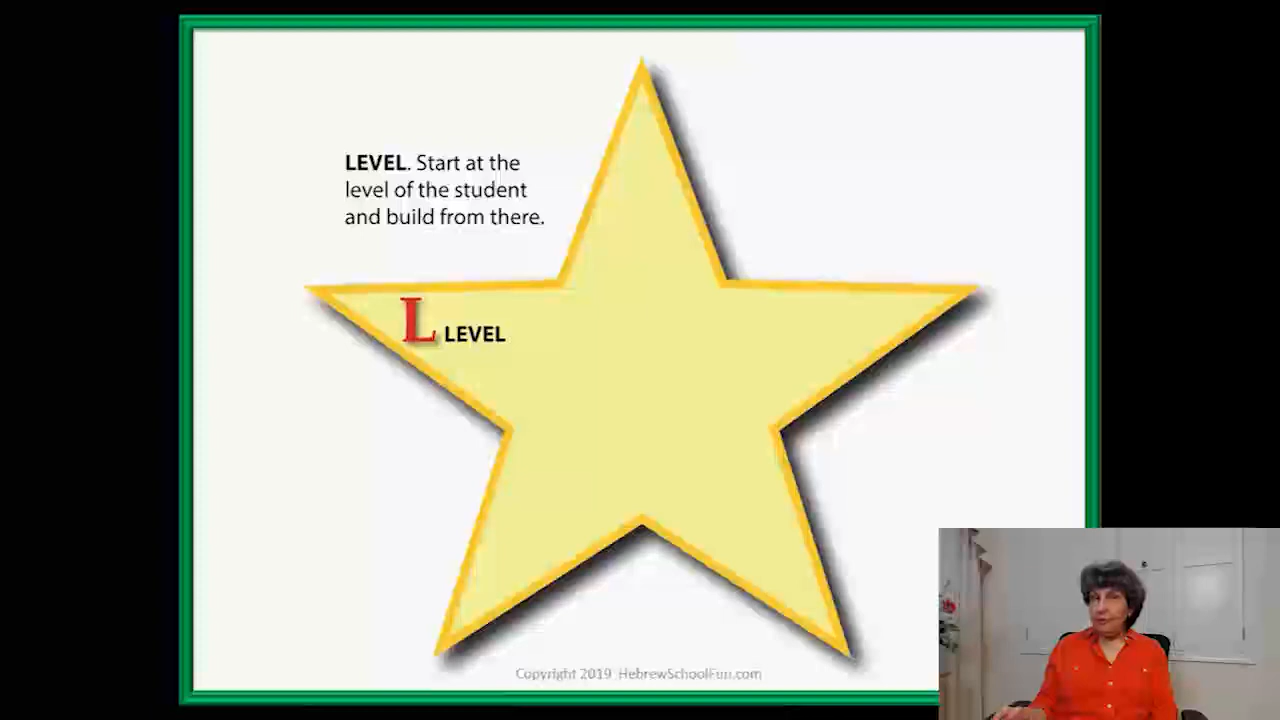 LEVEL. Start at the
level of the student
and build from there.
L LEVEL
Copyright 2019 HebrewSchoolFun.com